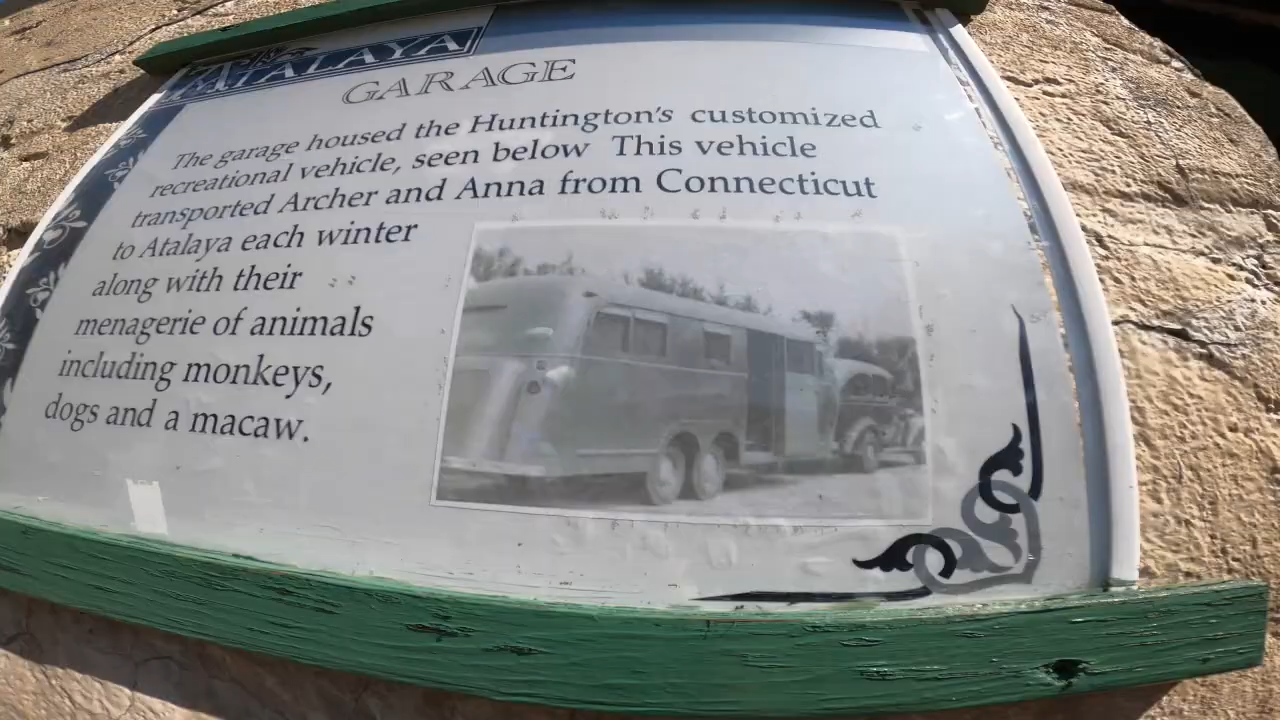 ATALAYA
GARAGE
The garage housed the Huntington's customized
recreational vehicle, seen below This vehicle
transported Archer and Anna from Connecticut
to Atalaya each winter
along with their
menagerie of animals
including monkeys,
dogs and a macaw.